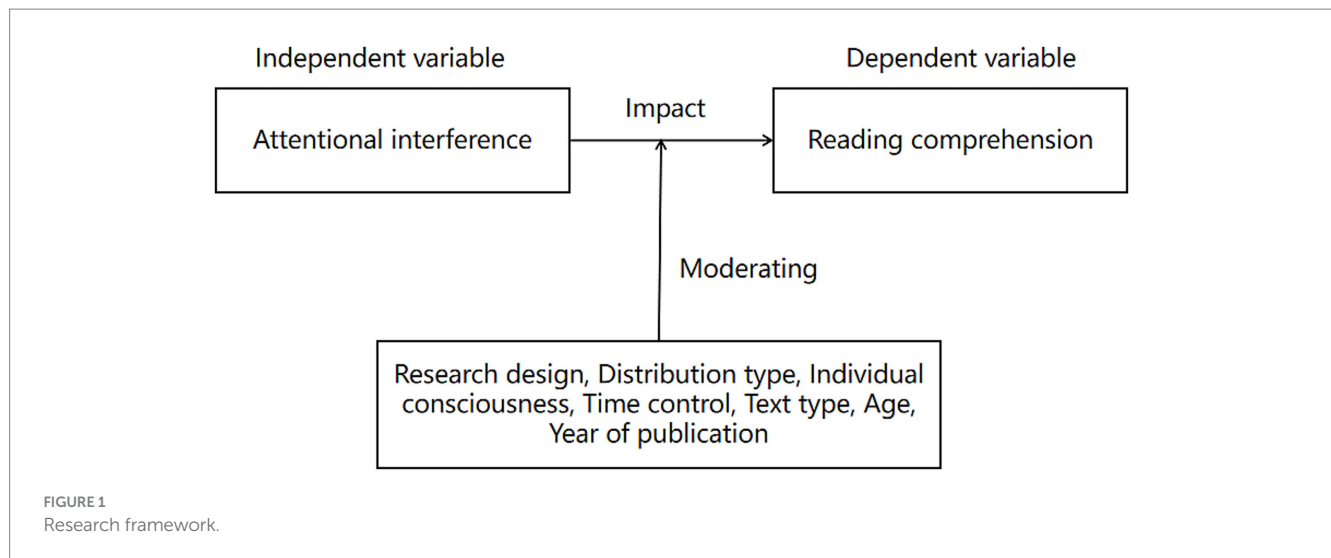 Independent variable
Dependent variable
Attentional interference
Impact
Reading comprehension
Moderating
Research design, Distribution type, Individual
consciousness, Time control, Text type, Age,
Year of publication
FIGURE 1
Research framework.